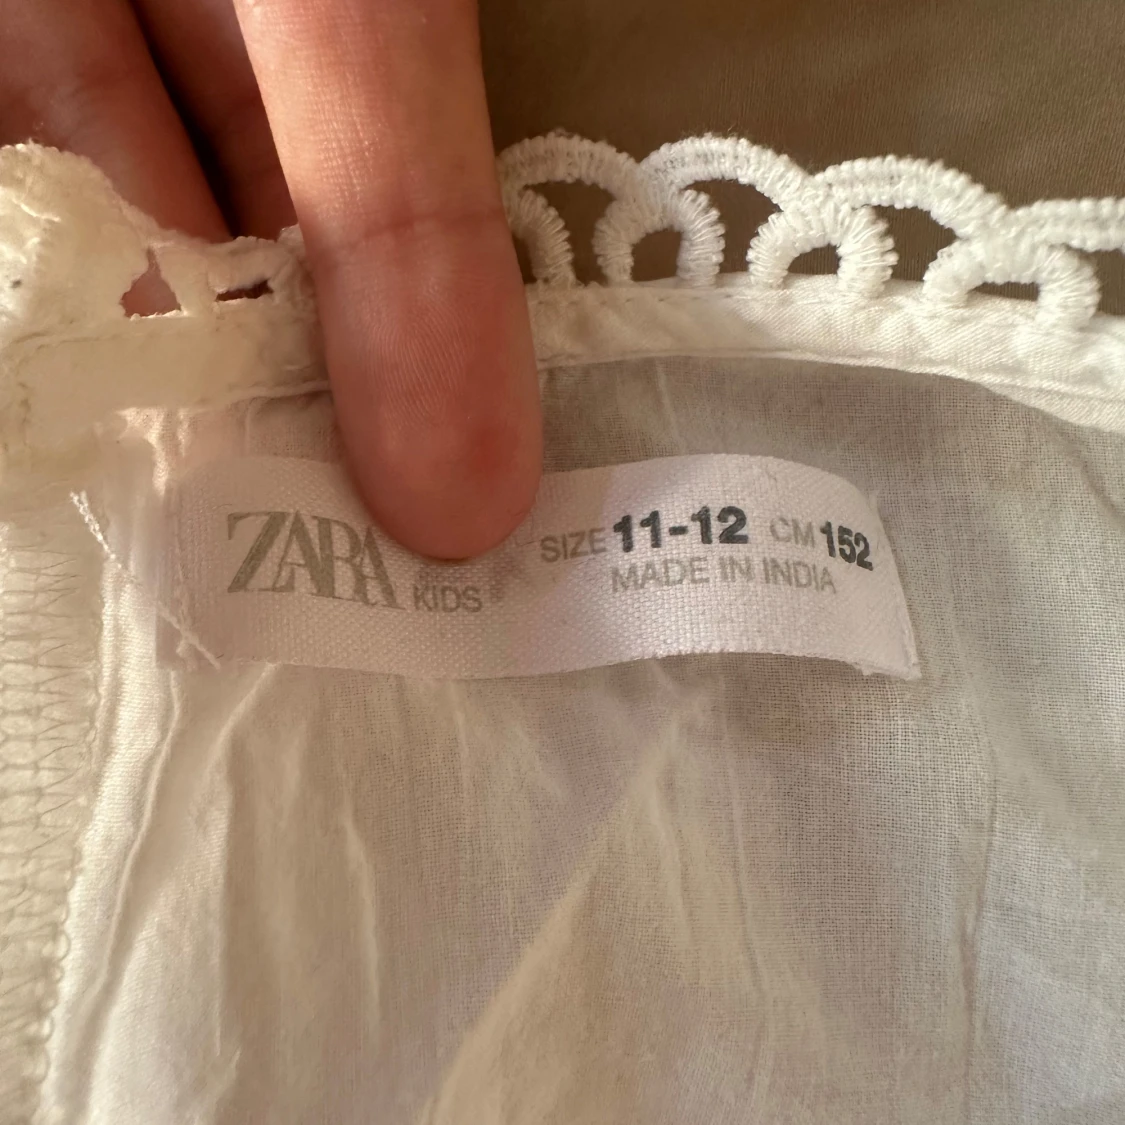 ZARA KIDS
SIZE 11-12 CM 152
MADE IN INDIA